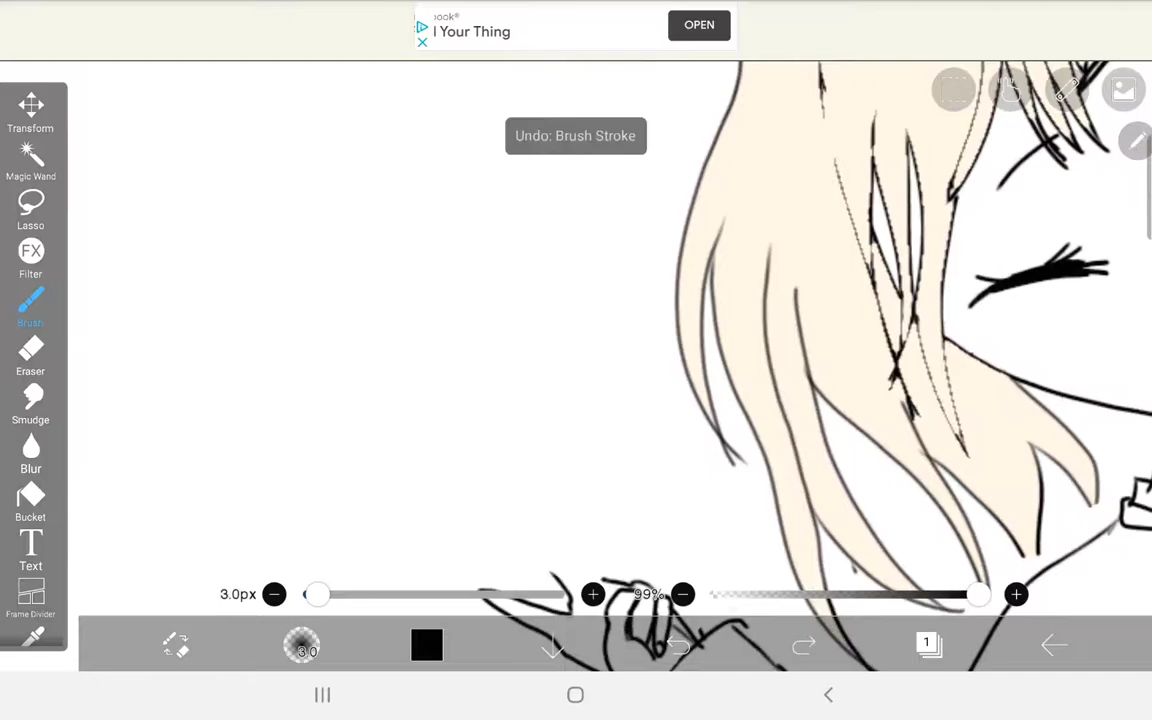 ook®
l Your Thing
OPEN
Undo: Brush Stroke
Transform
Magic Wand
Lasso
FX
Filter
Brush
Eraser
Smudge
Blur
Bucket
T
Text
Frame Divider
3.0px
99%
3.0
1